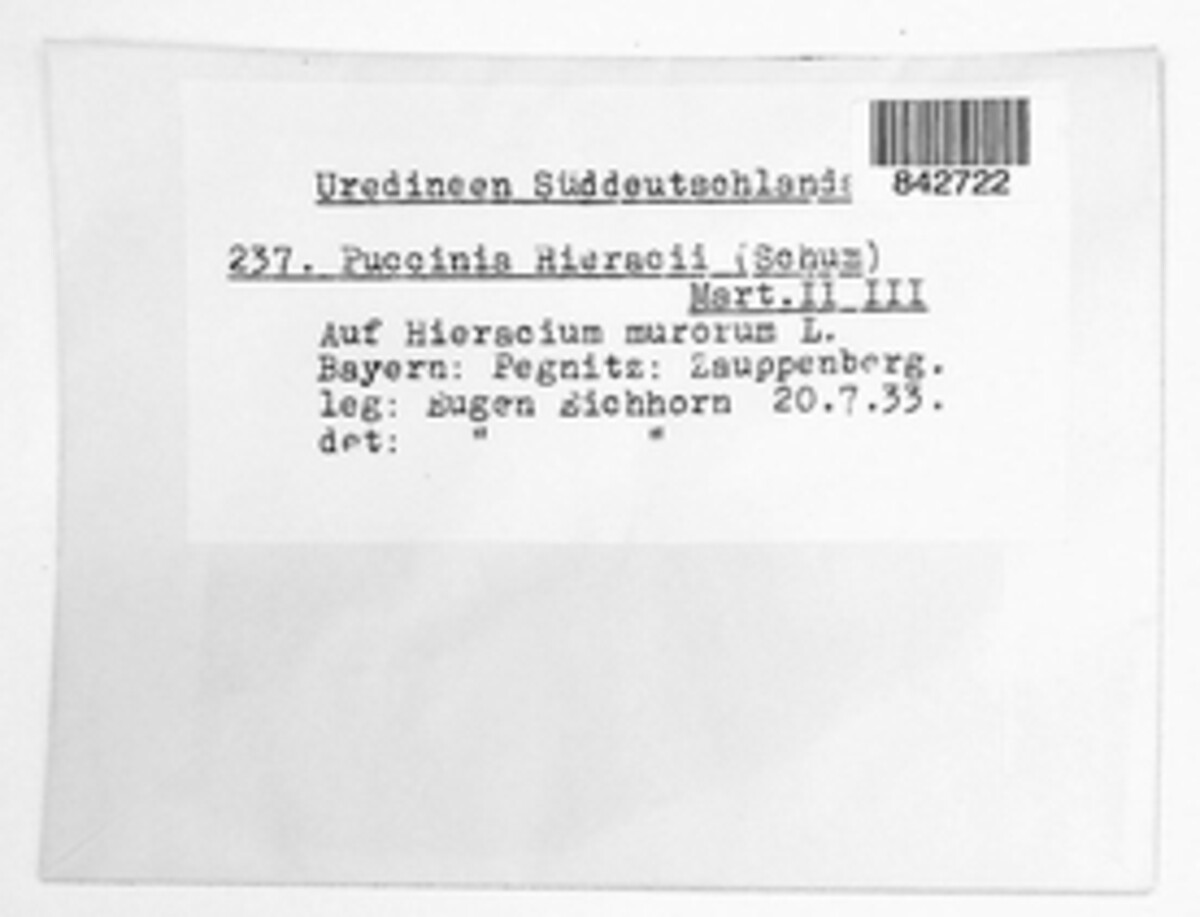 842722
Uredineen Süddeutschlands
237. Puccinia Hieracii (Schum)
Mart.II III
Auf Hieracium murorum L.
Bayern: Pegnitz: Zauppenberg.
leg: Eugen Eichhorn 20.7.33.
det: " "